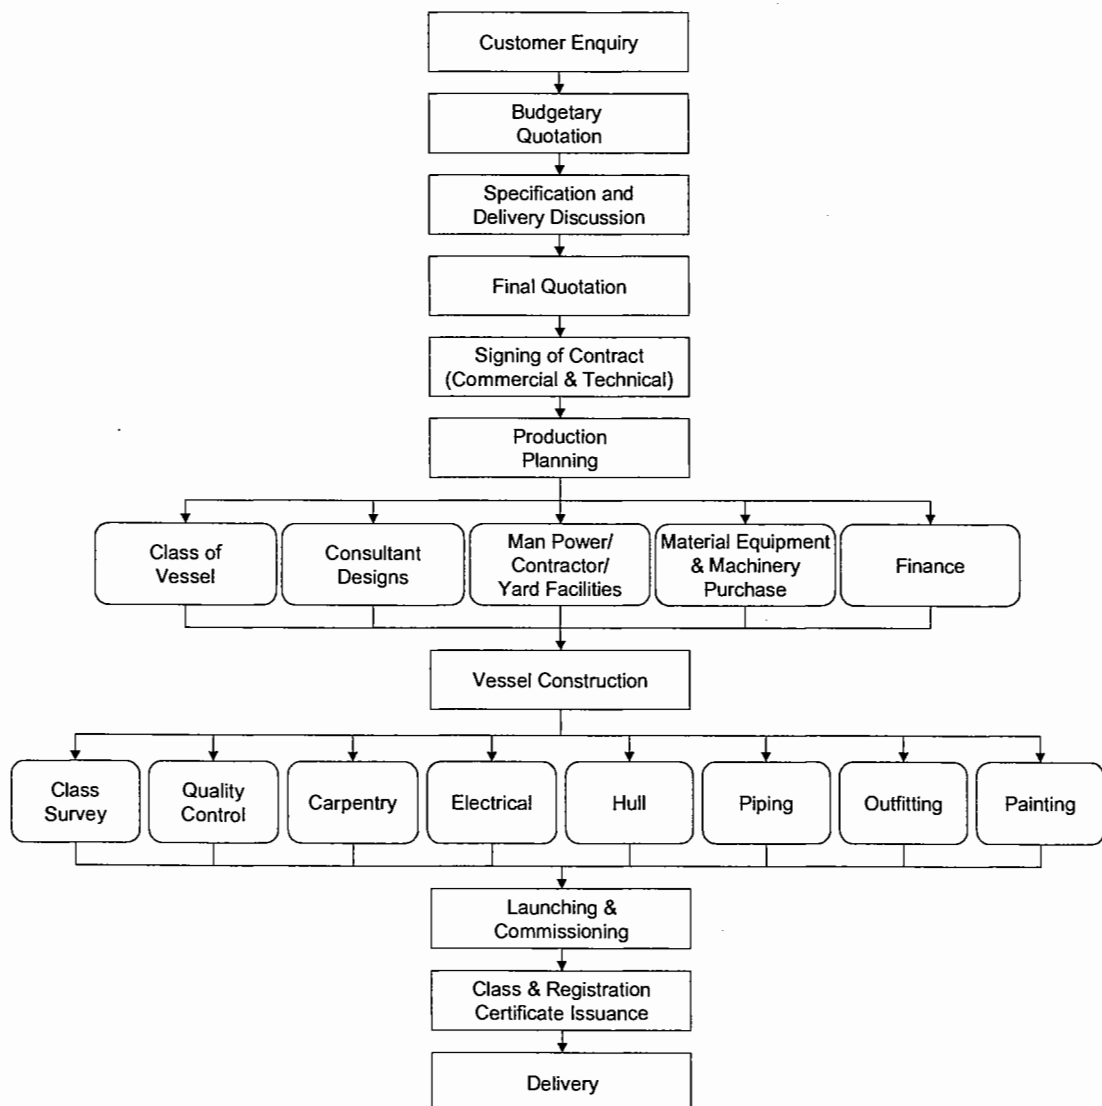 Customer Enquiry
Budgetary
Quotation
Specification and
Delivery Discussion
Final Quotation
Signing of Contract
(Commercial & Technical)
Production
Planning
Class of
Vessel
Consultant
Designs
Man Power/
Contractor/
Yard Facilities
Material Equipment
& Machinery
Purchase
Finance
Vessel Construction
Class
Survey
Quality
Control
Carpentry
Electrical
Hull
Piping
Outfitting
Painting
Launching &
Commissioning
Class & Registration
Certificate Issuance
Delivery